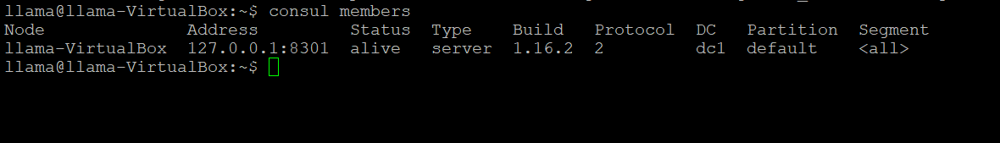 llama@llama-VirtualBox:~$ consul members
Node              Address         Status  Type    Build   Protocol  DC   Partition  Segment
llama-VirtualBox  127.0.0.1:8301  alive   server  1.16.2  2         dc1  default    <all>
llama@llama-VirtualBox:~$